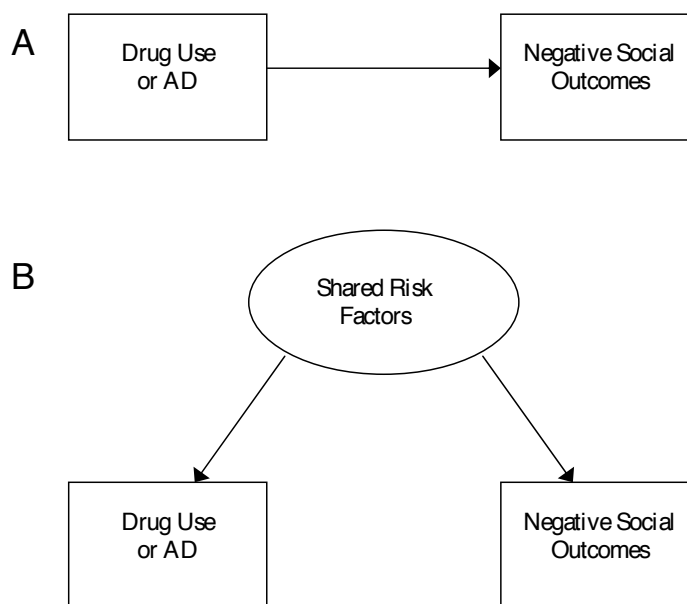 A
Drug Use
or AD
Negative Social
Outcomes
B
Shared Risk
Factors
Drug Use
or AD
Negative Social
Outcomes